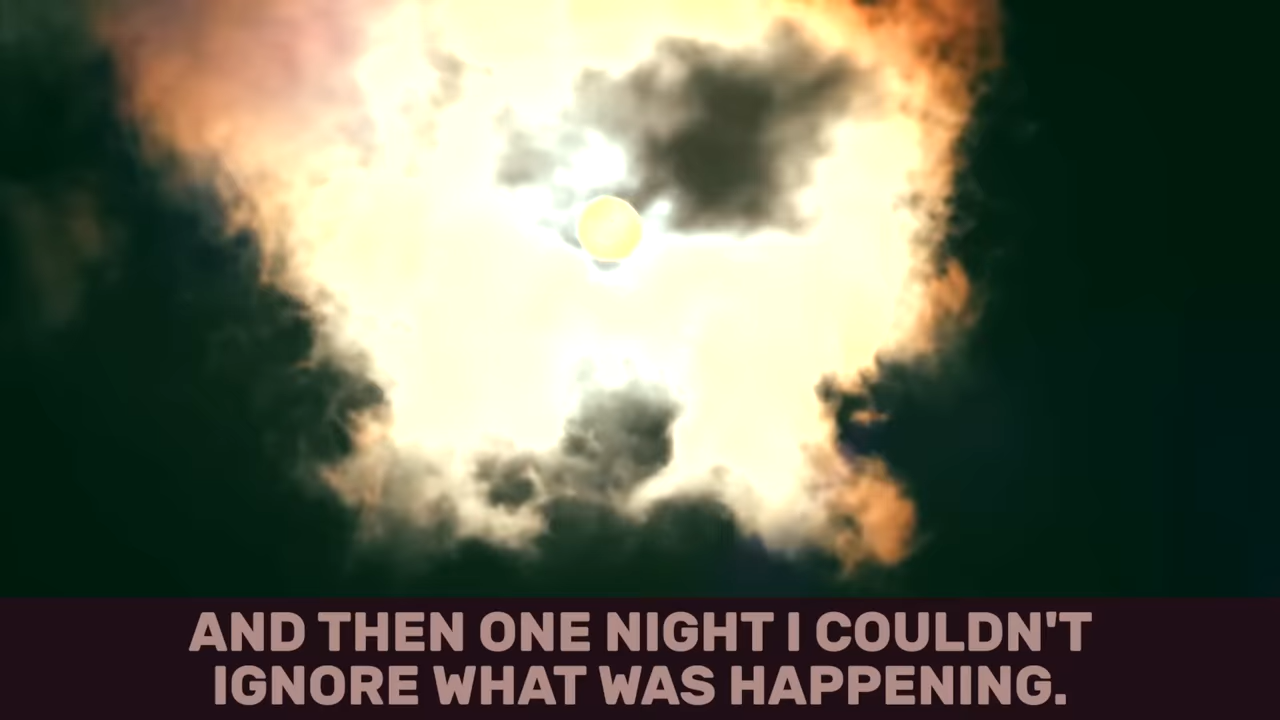 AND THEN ONE NIGHT I COULDN'T
IGNORE WHAT WAS HAPPENING.